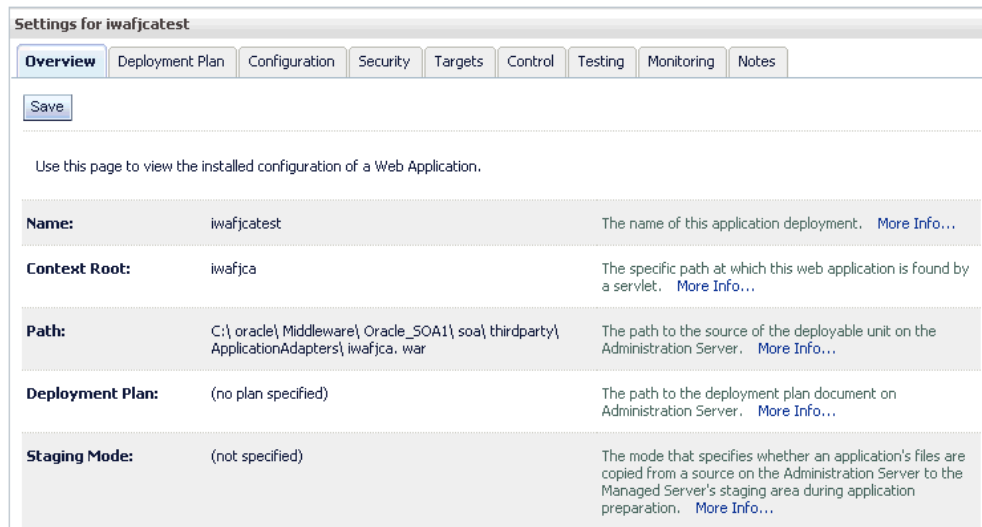 Settings for iwafjcatest
Overview Deployment Plan Configuration Security Targets Control Testing Monitoring Notes
Save
Use this page to view the installed configuration of a Web Application.
Name: iwafjcatest The name of this application deployment. More Info...
Context Root: iwafjca The specific path at which this web application is found by
a servlet. More Info...
Path: C:\ oracle\ Middleware\ Oracle_SOA1\ soa\ thirdparty\ The path to the source of the deployable unit on the
ApplicationAdapters\ iwafjca. war Administration Server. More Info...
Deployment Plan: (no plan specified) The path to the deployment plan document on
Administration Server. More Info...
Staging Mode: (not specified) The mode that specifies whether an application's files are
copied from a source on the Administration Server to the
Managed Server's staging area during application
preparation. More Info...